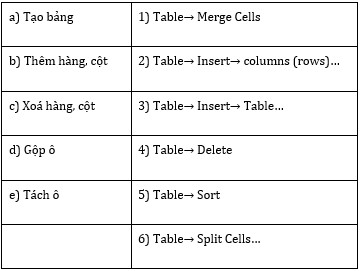 a) Tạo bảng 1) Table→ Merge Cells
b) Thêm hàng, cột 2) Table→ Insert→ columns (rows)…
c) Xoá hàng, cột 3) Table→ Insert→ Table…
d) Gộp ô 4) Table→ Delete
e) Tách ô 5) Table→ Sort
6) Table→ Split Cells…